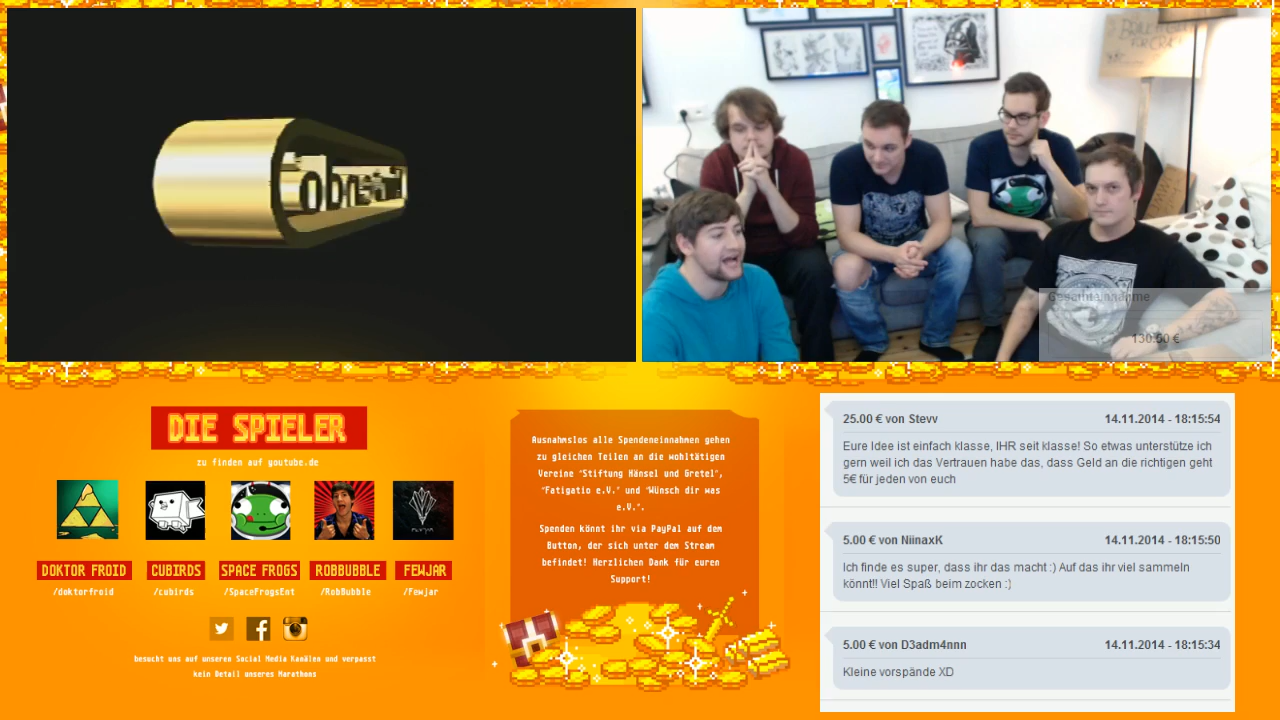 Gesamteinnahme
130.00 €
DIE SPIELER
zu finden auf youtube.de
DOKTOR FROID
CUBIRDS
SPACE FROGS
ROBBUBBLE
FEWJAR
/doktorfroid
/cubirds
/SpaceFrogsEnt
/RobBubble
/Fewjar
besucht uns auf unseren Social Media Kanälen und verpasst
kein Detail unseres Marathons
Ausnahmslos alle Spendeneinnahmen gehen
zu gleichen Teilen an die wohltätigen
Vereine "Stiftung Hänsel und Gretel",
"Fatigatio e.V." und "Wünsch dir was
e.V.".
Spenden könnt ihr via PayPal auf dem
Button, der sich unter dem Stream
befindet! Herzlichen Dank für euren
Support!
25.00 € von Stevv 14.11.2014 - 18:15:54
Eure Idee ist einfach klasse, IHR seit klasse! So etwas unterstütze ich
gern weil ich das Vertrauen habe das, dass Geld an die richtigen geht
5€ für jeden von euch
5.00 € von NiinaxK 14.11.2014 - 18:15:50
Ich finde es super, dass ihr das macht :) Auf das ihr viel sammeln
könnt!! Viel Spaß beim zocken :)
5.00 € von D3adm4nnn 14.11.2014 - 18:15:34
Kleine vorspände XD